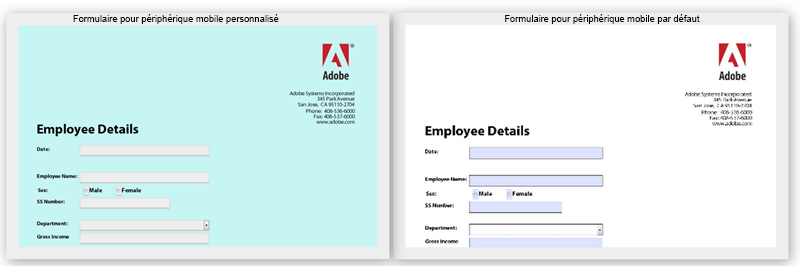 Formulaire pour périphérique mobile personnalisé
Adobe
Adobe Systems Incorporated
345 Park Avenue
San Jose, CA 95110-2704
Phone: 408-536-6000
Fax: 408-537-6000
www.adobe.com
Employee Details
Date:
Employee Name:
Sex:
Male
Female
SS Number:
Department:
Gross Income
Formulaire pour périphérique mobile par défaut
Adobe
Adobe Systems Incorporated
345 Park Avenue
San Jose, CA 95110-2704
Phone: 408-536-6000
Fax: 408-537-6000
www.adobe.com
Employee Details
Date:
Employee Name:
Sex:
Male
Female
SS Number:
Department:
Gross Income